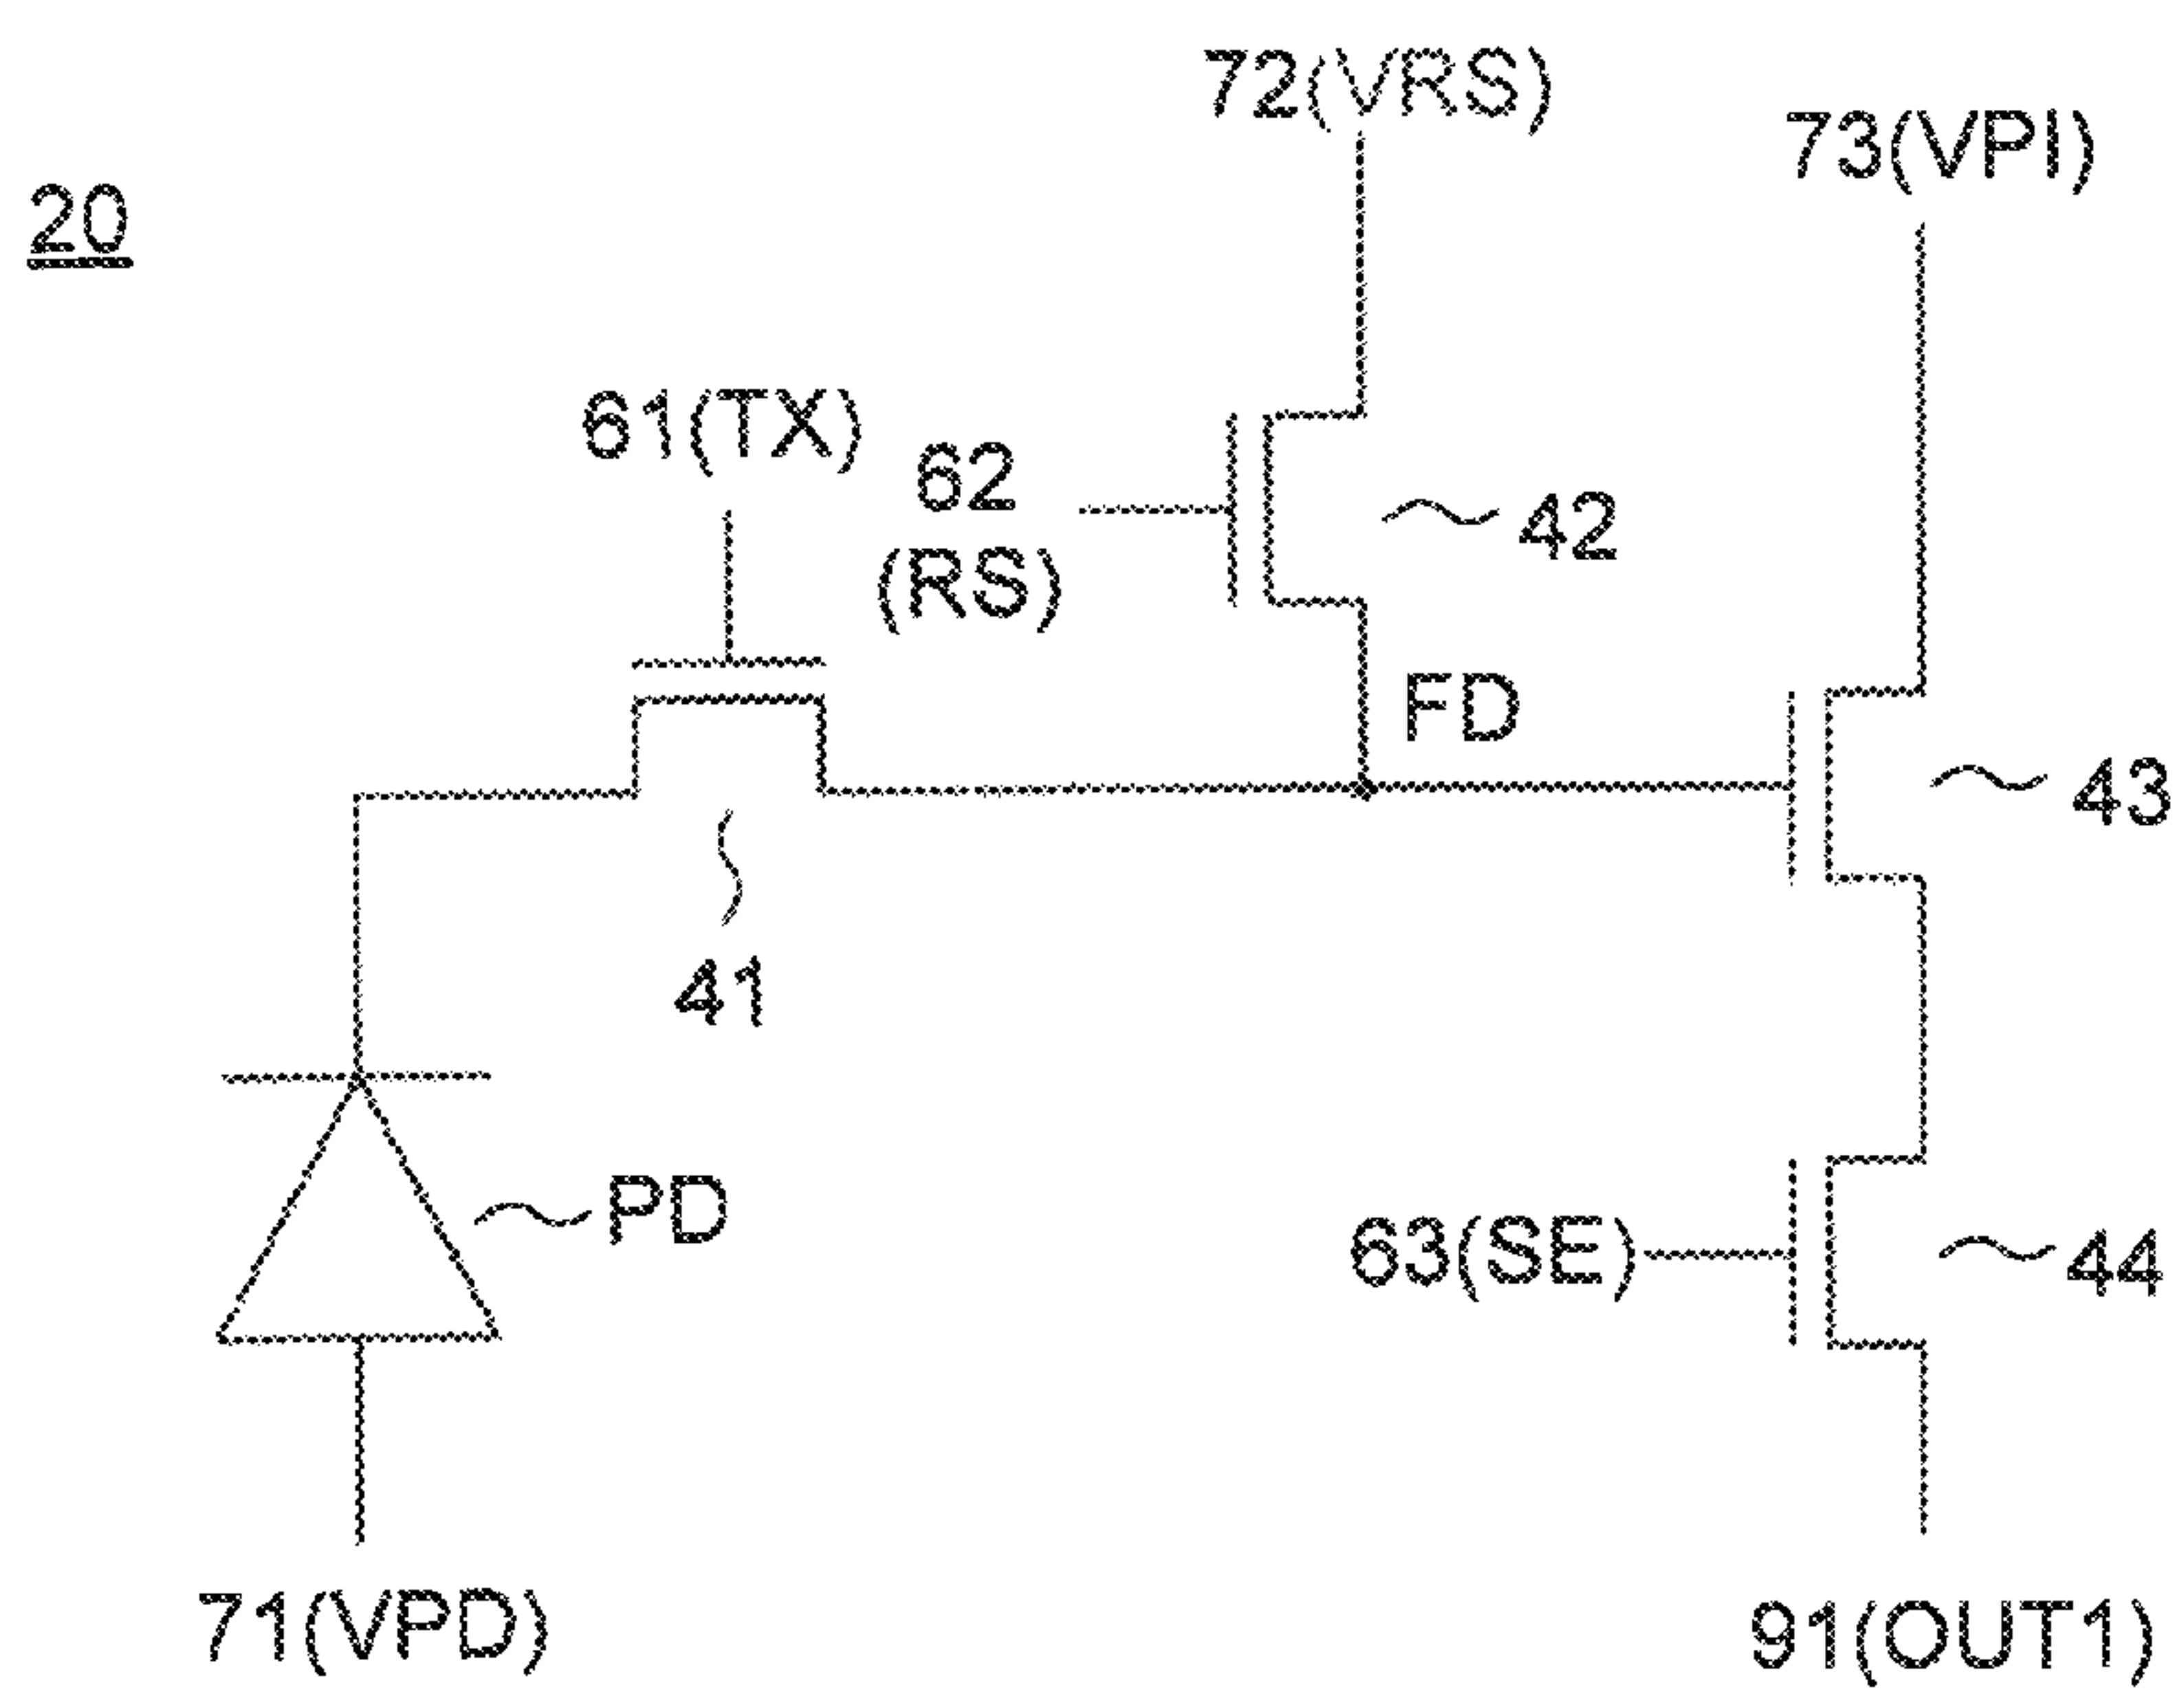 72(VRS)
73(VPI)
20
61(TX)
62
(RS)
42
FD
43
41
PD
63(SE)
44
71(VPD)
91(OUT1)